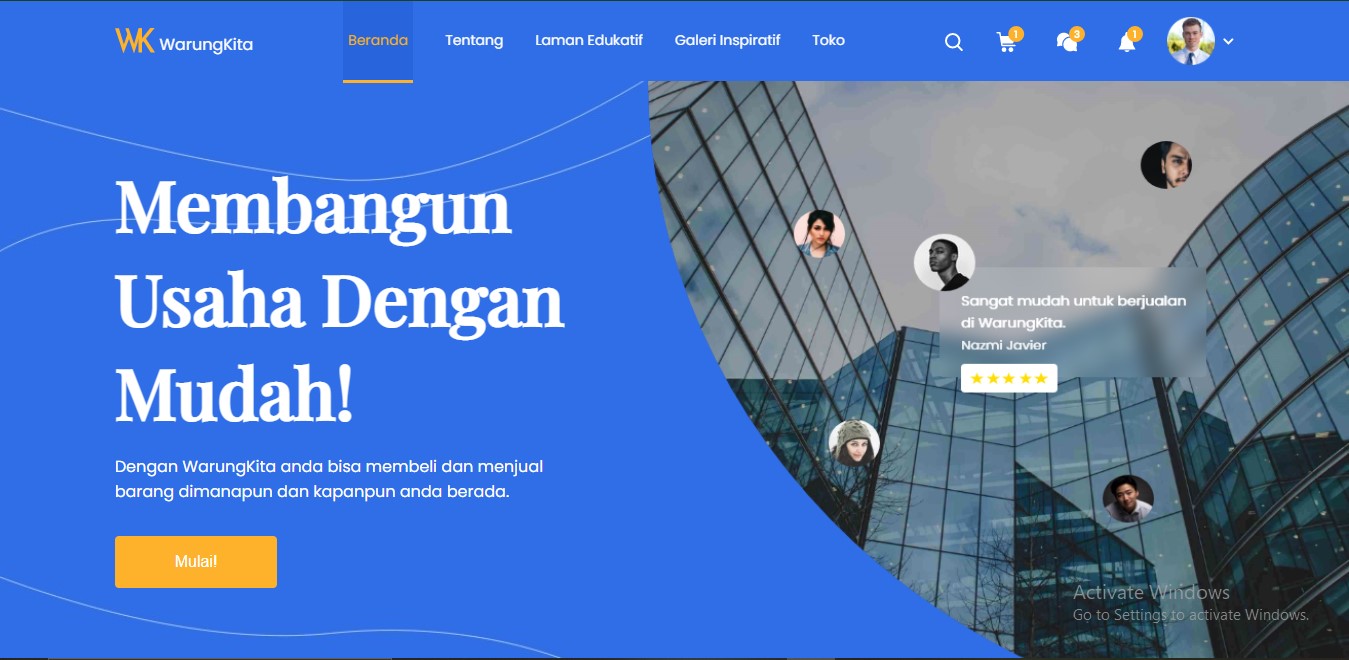 WK WarungKita
Beranda
Tentang
Laman Edukatif
Galeri Inspiratif
Toko
1
3
1
Membangun
Usaha Dengan
Mudah!
Dengan WarungKita anda bisa membeli dan menjual
barang dimanapun dan kapanpun anda berada.
Mulai!
Sangat mudah untuk berjualan
di WarungKita.
Nazmi Javier
★★★★★
Activate Windows
Go to Settings to activate Windows.